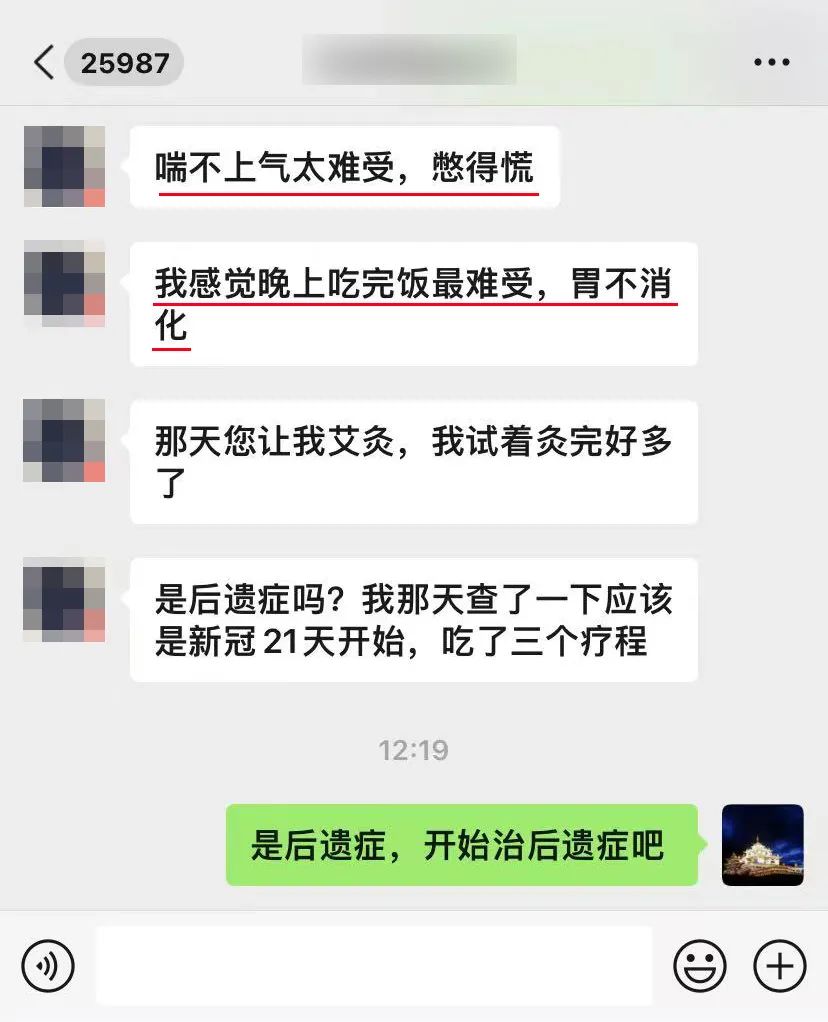 25987
喘不上气太难受，憋得慌
我感觉晚上吃完饭最难受，胃不消
化
那天您让我艾灸，我试着灸完好多
了
是后遗症吗？我那天查了一下应该
是新冠21天开始，吃了三个疗程
12:19
是后遗症，开始治后遗症吧